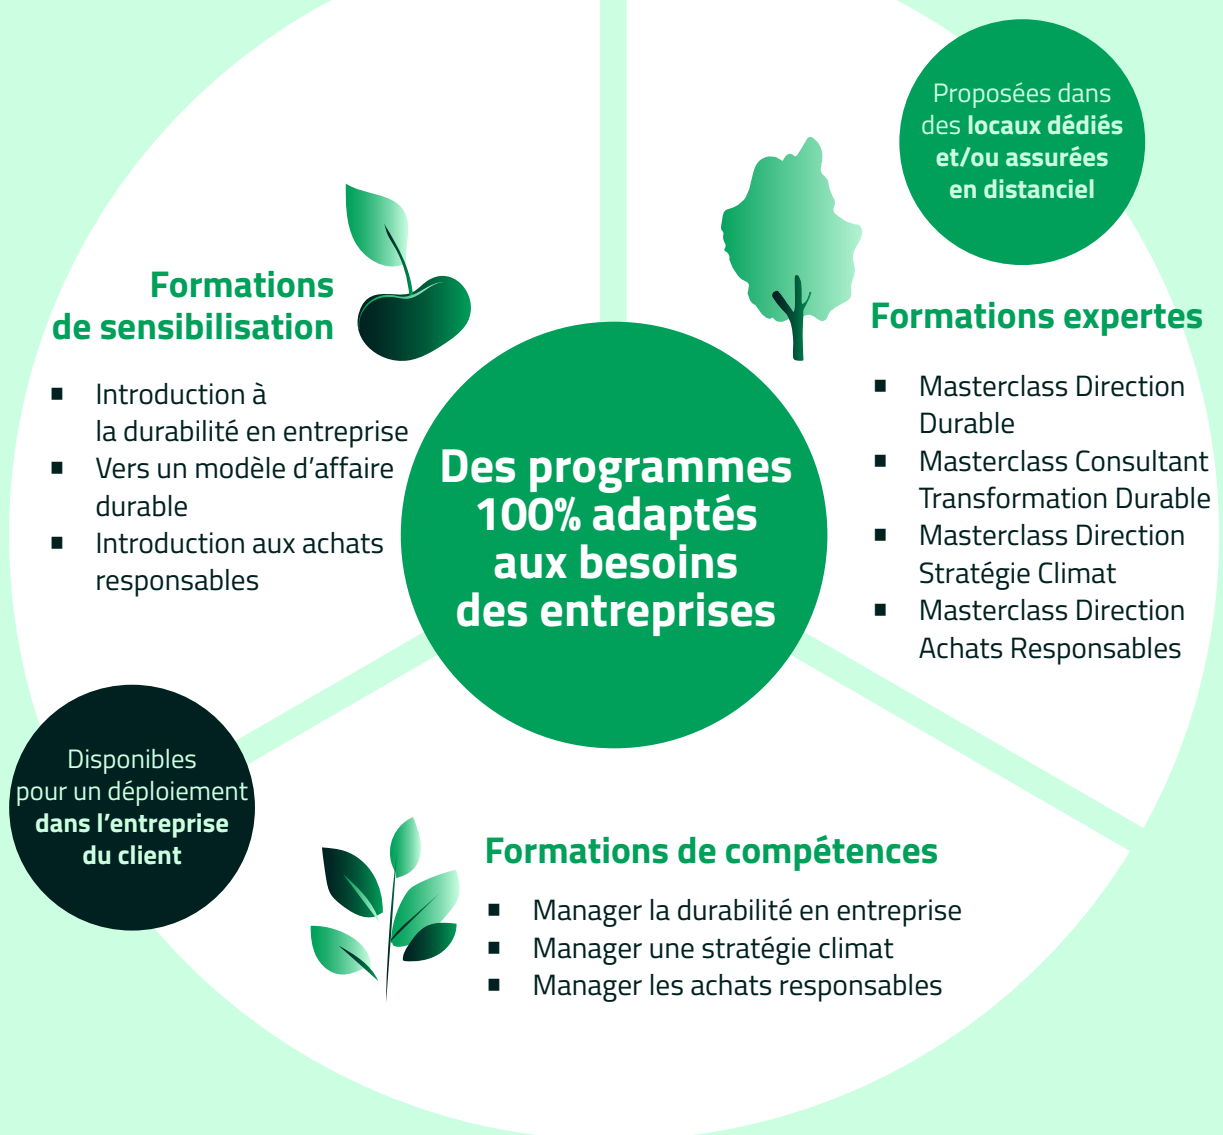 Proposées dans
des locaux dédiés
et/ou assurées
en distanciel
Formations
de sensibilisation
▪ Introduction à
la durabilité en entreprise
▪ Vers un modèle d’affaire
durable
▪ Introduction aux achats
responsables
Des programmes
100% adaptés
aux besoins
des entreprises
Formations expertes
▪ Masterclass Direction
Durable
▪ Masterclass Consultant
Transformation Durable
▪ Masterclass Direction
Stratégie Climat
▪ Masterclass Direction
Achats Responsables
Disponibles
pour un déploiement
dans l’entreprise
du client
Formations de compétences
▪ Manager la durabilité en entreprise
▪ Manager une stratégie climat
▪ Manager les achats responsables